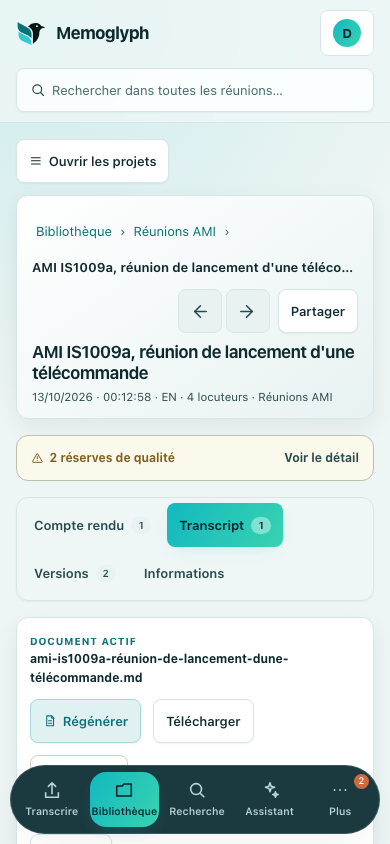 Memoglyph
D
Rechercher dans toutes les réunions...
Ouvrir les projets
Bibliothèque › Réunions AMI ›
AMI IS1009a, réunion de lancement d'une téléco...
Partager
AMI IS1009a, réunion de lancement d'une
télécommande
13/10/2026 · 00:12:58 · EN · 4 locuteurs · Réunions AMI
2 réserves de qualité
Voir le détail
Compte rendu 1
Transcript 1
Versions 2
Informations
DOCUMENT ACTIF
ami-is1009a-réunion-de-lancement-dune-
télécommande.md
Régénérer
Télécharger
Transcrire
Bibliothèque
Recherche
Assistant
Plus
2